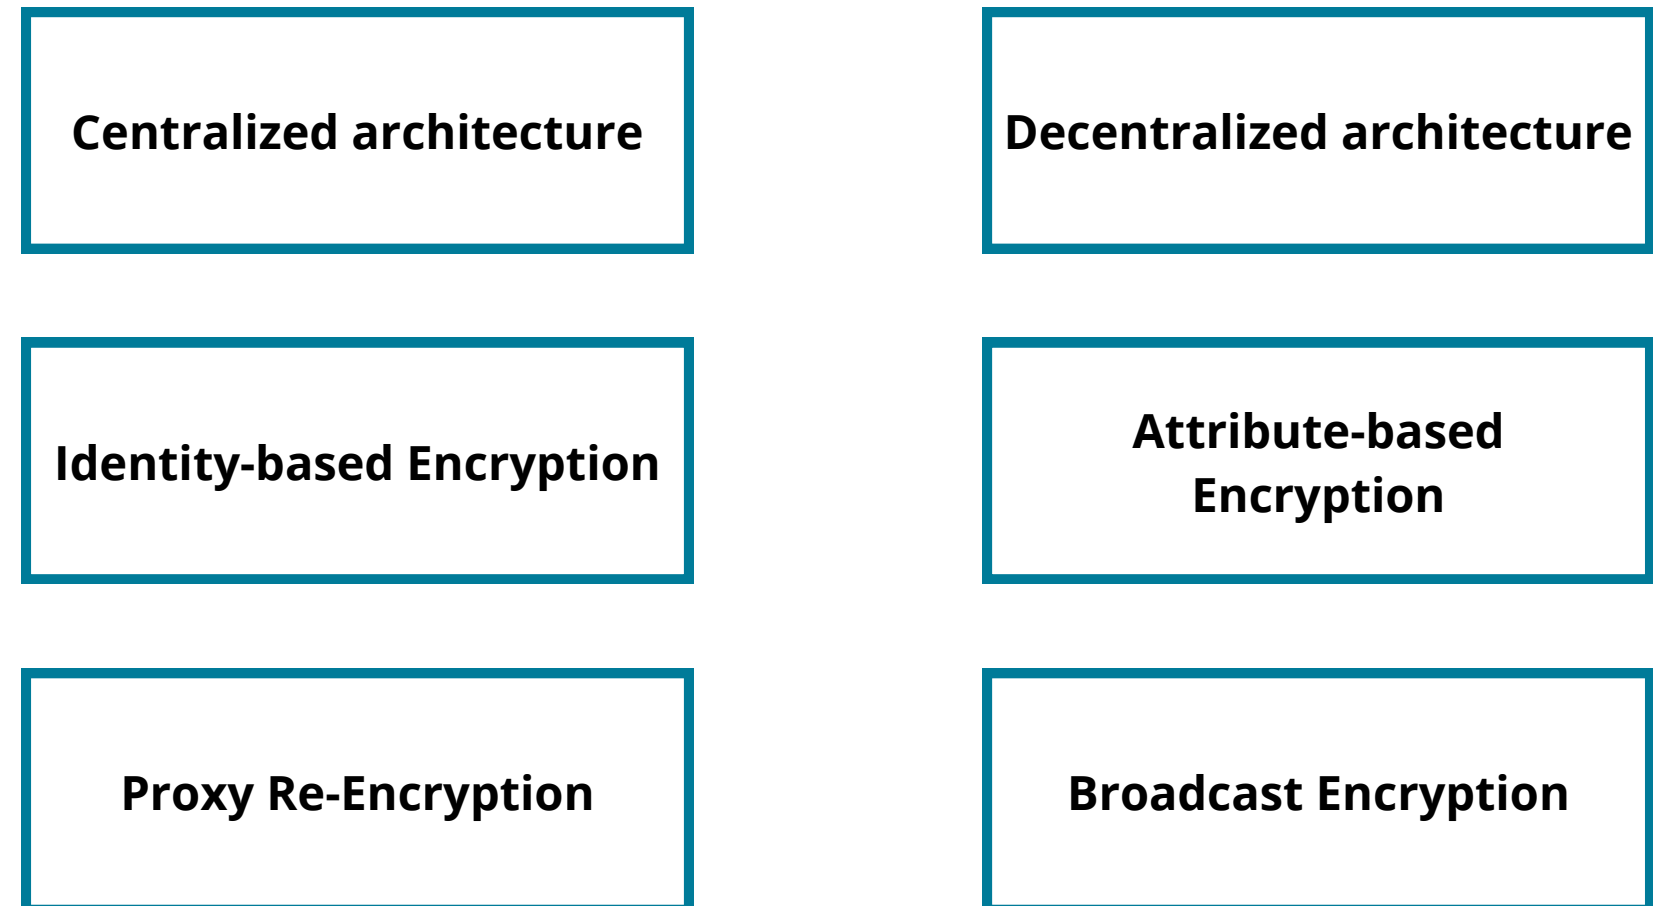 Centralized architecture
Decentralized architecture
Identity-based Encryption
Attribute-based
Encryption
Proxy Re-Encryption
Broadcast Encryption